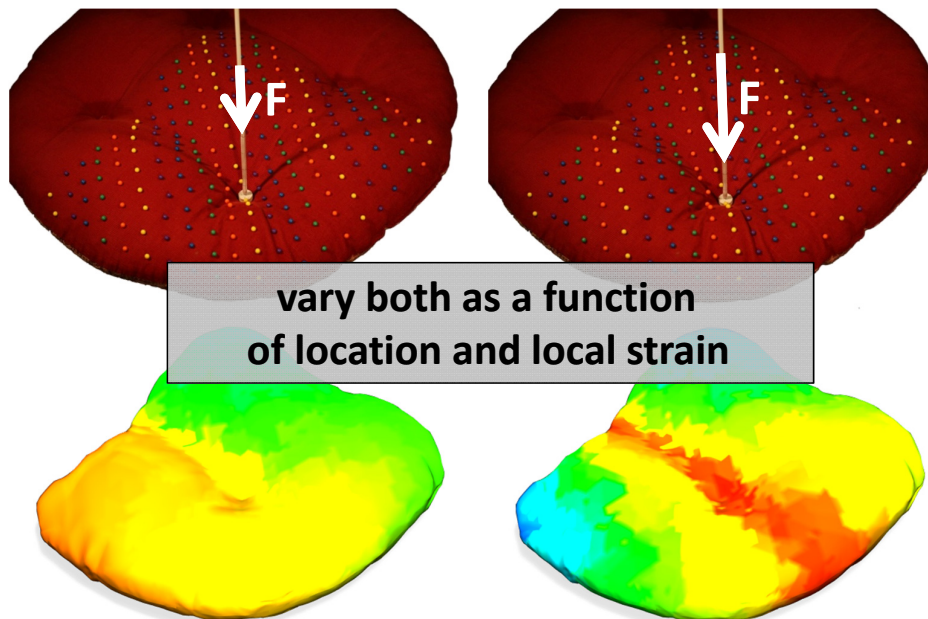 F
F
vary both as a function
of location and local strain